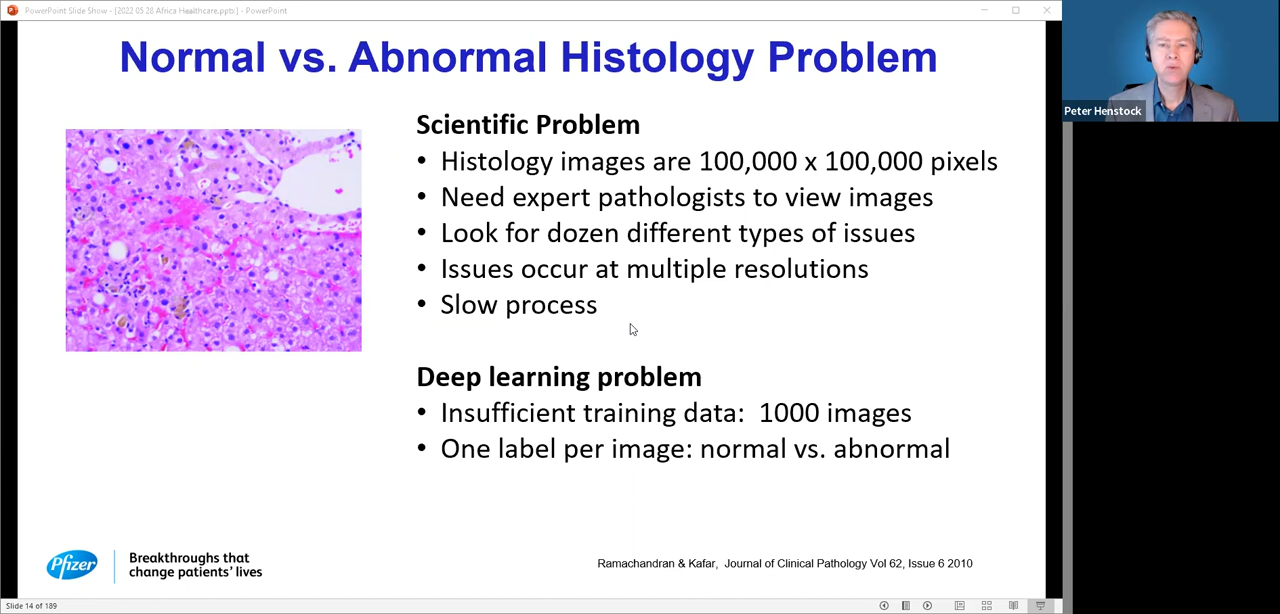 PowerPoint Slide Show - [2022 05 28 Africa Healthcare.pptx] - PowerPoint
Normal vs. Abnormal Histology Problem
Scientific Problem
• Histology images are 100,000 x 100,000 pixels
• Need expert pathologists to view images
• Look for dozen different types of issues
• Issues occur at multiple resolutions
• Slow process
Deep learning problem
• Insufficient training data: 1000 images
• One label per image: normal vs. abnormal
Pfizer
Breakthroughs that
change patients' lives
Ramachandran & Kafar, Journal of Clinical Pathology Vol 62, Issue 6 2010
Slide 14 of 189
Peter Henstock